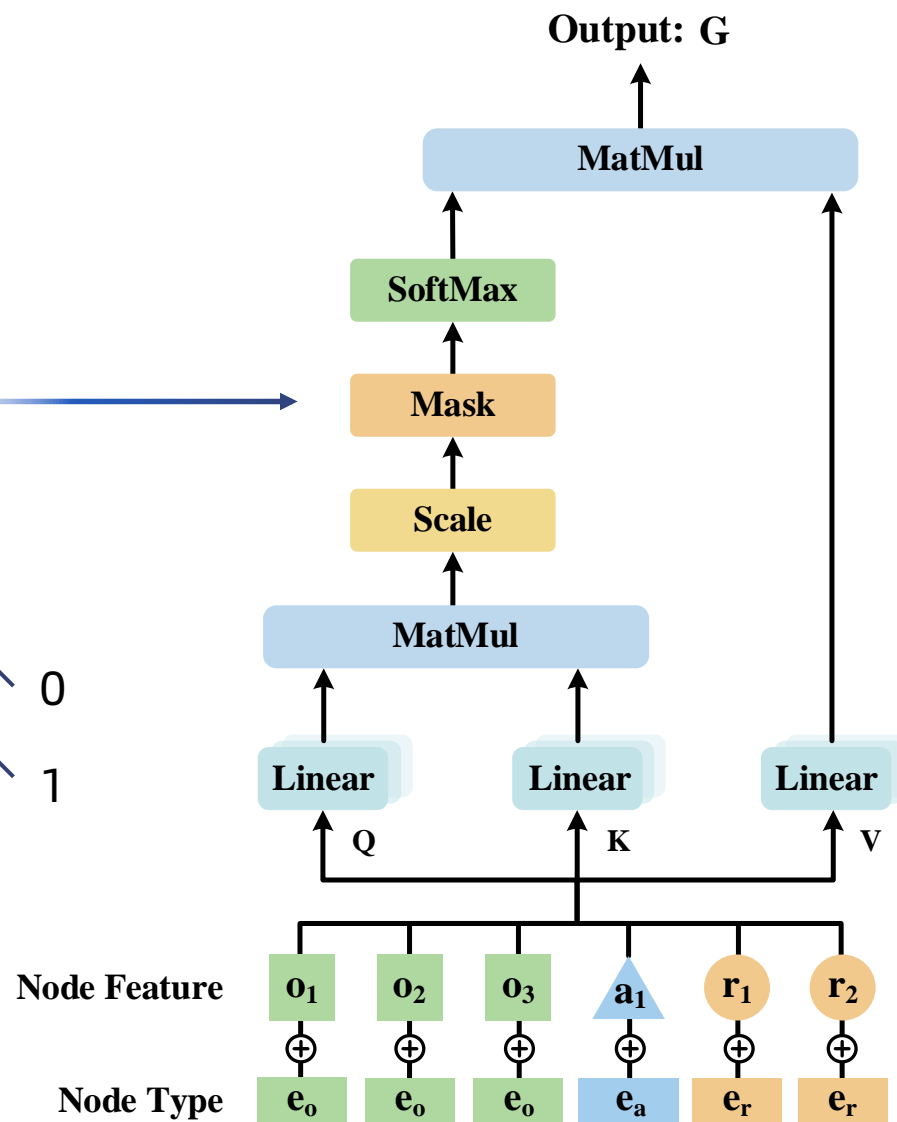 Output: G
MatMul
SoftMax
Mask
Scale
MatMul
0
Linear Linear Linear
1
Q K V
Node Feature o₁ o₂ o₃ a₁ r₁ r₂
Node Type eₒ eₒ eₒ eₐ eᵣ eᵣ